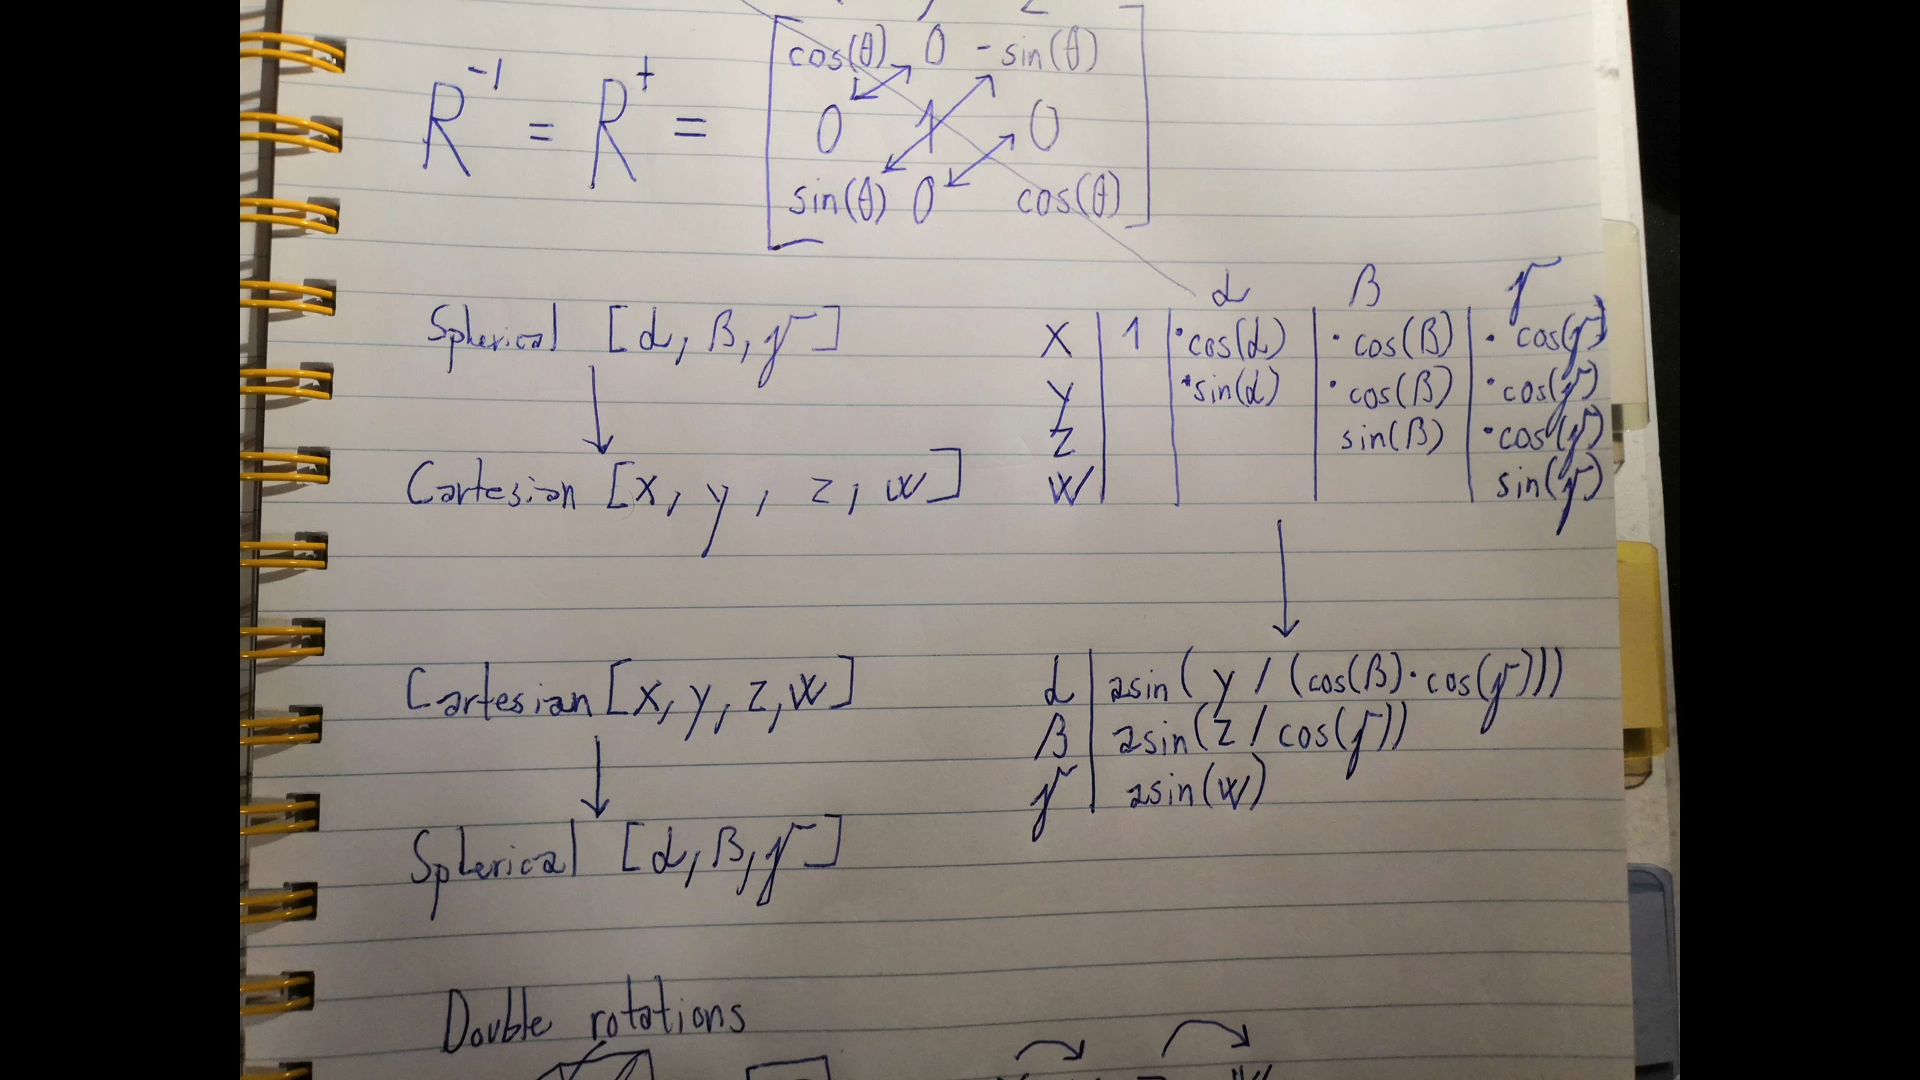 cos(θ) 0 -sin(θ)
R⁻¹ = R⁺ = 0 1 0
sin(θ) 0 cos(θ)
α β γ
Spherical [α, β, γ]
x | 1 | ·cos(α) | ·cos(β) | ·cos(γ)
y | | ·sin(α) | ·cos(β) | ·cos(γ)
z | | | sin(β) | ·cos(γ)
w | | | | sin(γ)
Cartesian [x, y, z, w]
Cartesian [x, y, z, w]
α | asin(y / (cos(β)·cos(γ)))
β | asin(z / cos(γ))
γ | asin(w)
Spherical [α, β, γ]
Double rotations